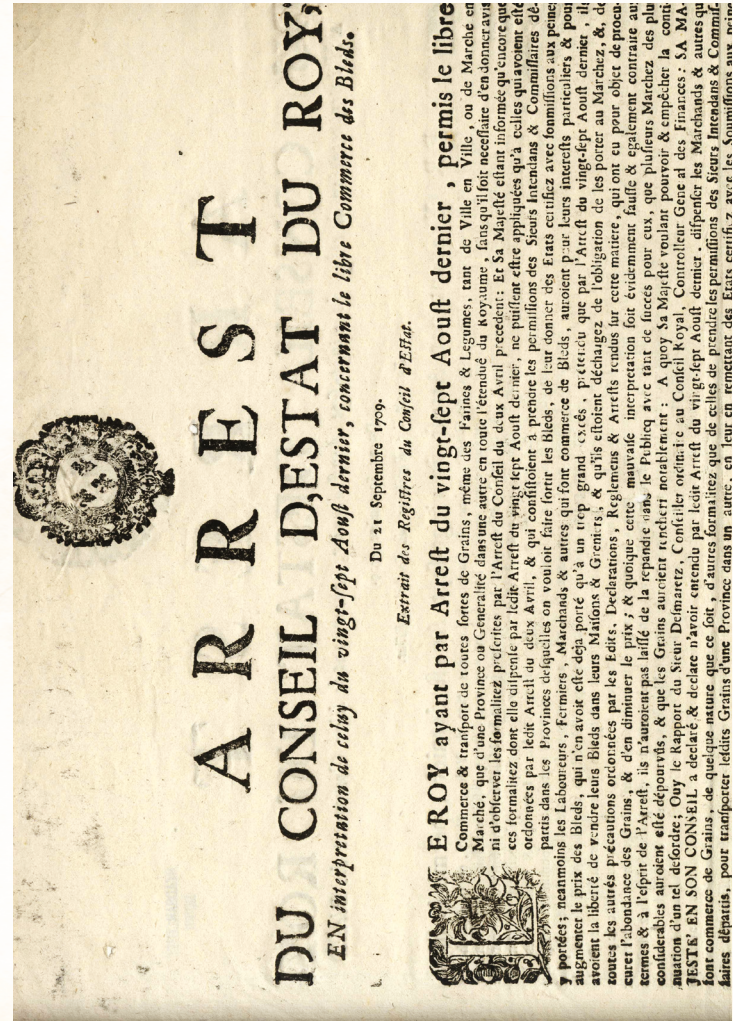 ARREST
DU CONSEIL D'ESTAT DU ROY;
EN interpretation de celuy du vingt-sept Aoust dernier, concernant le libre Commerce des Bleds.
Du 21 Septembre 1709.
Extrait des Registres du Conseil d'Estat.
LE ROY ayant par Arrest du vingt-sept Aoust dernier, permis le libre
Commerce & transport de toutes sortes de Grains, même des Farines & Legumes, tant de Ville en Ville, ou de Marche en
Marché, que d'une Province ou Generalité dans une autre en toute l'étenduë du Royaume, sans qu'il soit necessaire d'en donner avis
ni d'observer les formalitez prescrites par l'Arrest du Conseil du deux Avril precedent: Et Sa Majesté estant informée qu'encore que
ces formalitez dont elle dispense par ledit Arrest du vingt sept Aoust dernier, ne puissent estre appliquées qu'à celles qui avoient esté
ordonnées par ledit Arrest du deux Avril, & qui consistoient à prendre les permissions des Sieurs Intendans & Commissaires dé-
partis dans les Provinces desquelles on vouloit faire sortir les Bleds, de leur donner des Etats certifiez avec soumissions aux peines
y portées; neanmoins les Laboureurs, Fermiers, Marchands & autres qui font commerce de Bleds, auroient pour leurs interests particuliers & pour
augmenter le prix des Bleds, qui n'en avoit esté déja porté qu'à un trep grand excés, prétendu que par l'Arrest du vingt-sept Aoust dernier, ils
avoient la liberté de vendre leurs Bleds dans leurs Maisons & Greniers, & qu'ils estoient déchargez de l'obligation de les porter au Marchez, &, de
toutes les autres précautions ordonnées par les Edits, Declarations, Reglemens & Arrests rendus sur cette matiere, qui ont eu pour objet de procu-
curer l'abondance des Grains, & d'en diminuer le prix; & quoique cette mauvaise interpretation soit évidemment fausse & egalement contraire au
termes & à l'esprit de l'Arrest, ils n'auroient pas laissé de la repandre dans le Publicq avec tant de succés pour eux, que plusieurs Marchez des plu
considerables auroient esté dépourvûs, & que les Grains auroient rencheri notablement: A quoy Sa Majeste voulant pourvoir & empêcher la conti-
nuation d'un tel desordre; Ouy le Rapport du Sieur Desmaretz, Conseiller ordinaire au Conseil Royal, Controlleur Gene al des Finances: SA MA-
JESTE' EN SON CONSEIL a declaré & declare n'avoir entendu par ledit Arrest du vingt-sept Aoust dernier, dispenser les Marchands & autres qu
font commerce de Grains, de quelque nature que ce soit, d'autres formalitez que de celles de prendre les permissions des Sieurs Intendans & Commis-
saires départis, pour transporter lesdits Grains d'une Province dans un autre, en leur en remettant des Etats certifiez avec les Soumissions aux peine